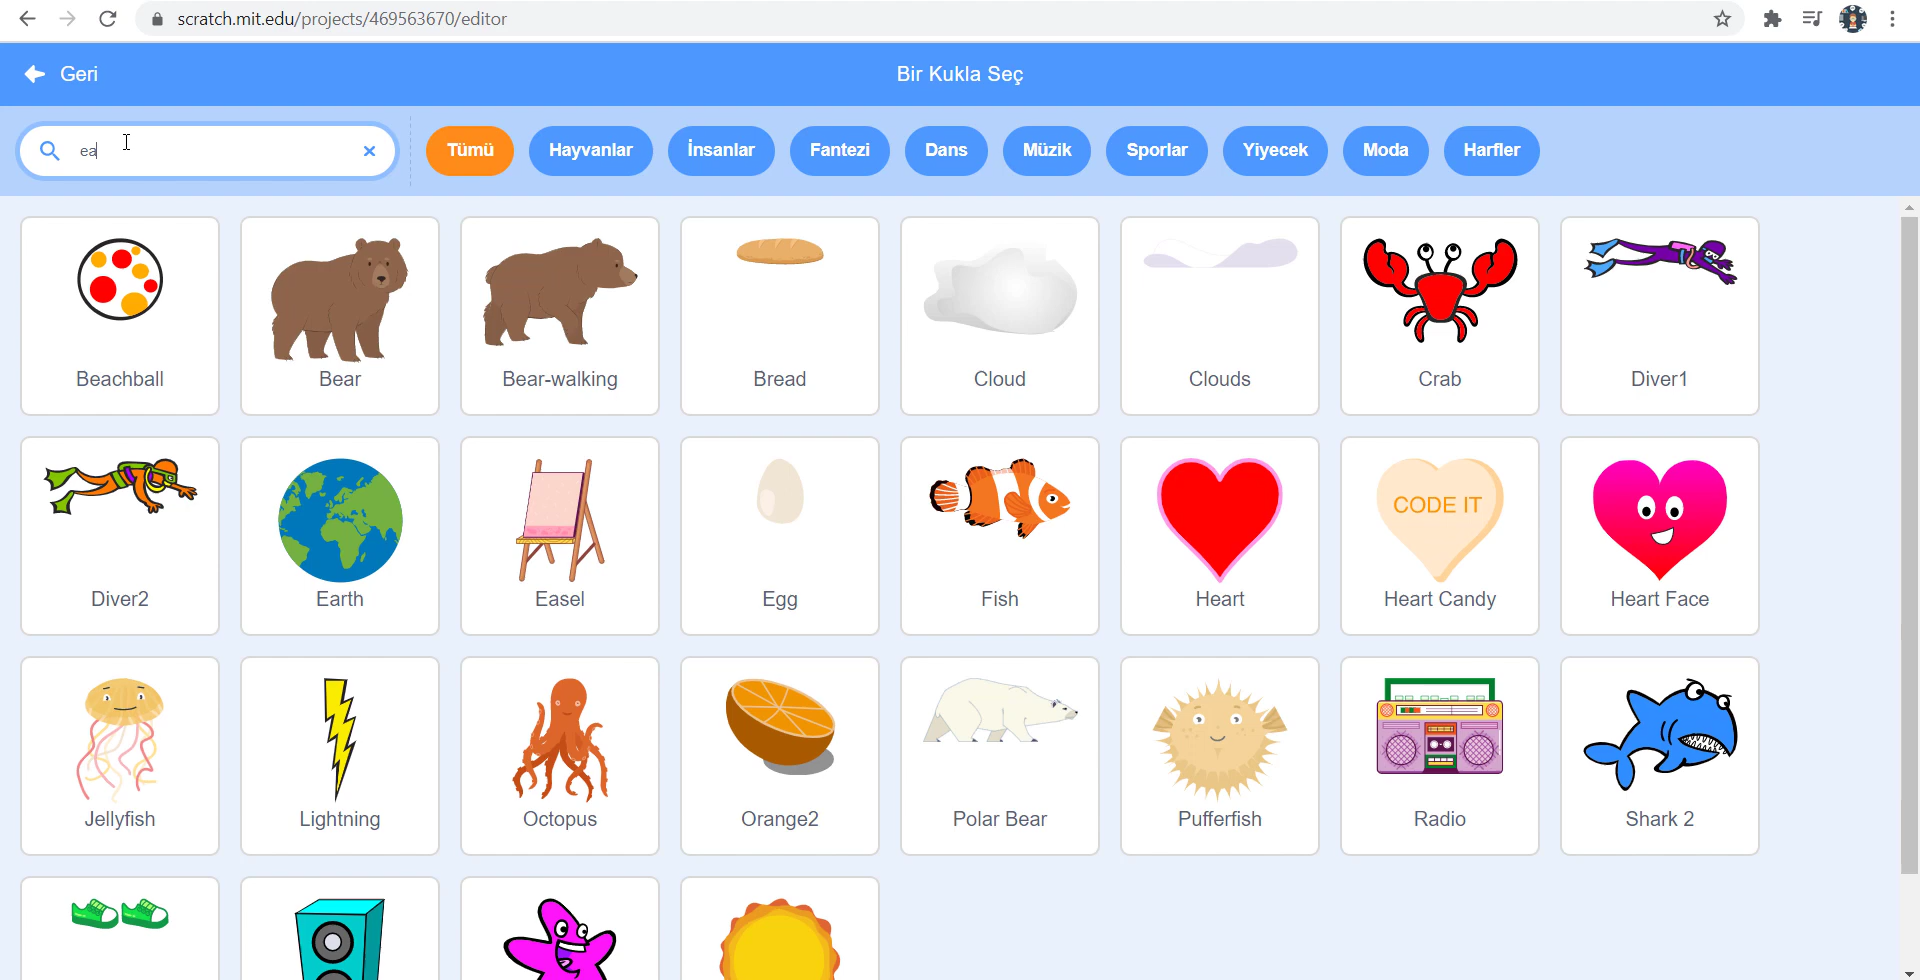 scratch.mit.edu/projects/469563670/editor
Geri
Bir Kukla Seç
ea
Tümü
Hayvanlar
İnsanlar
Fantezi
Dans
Müzik
Sporlar
Yiyecek
Moda
Harfler
Beachball
Bear
Bear-walking
Bread
Cloud
Clouds
Crab
Diver1
CODE IT
Diver2
Earth
Easel
Egg
Fish
Heart
Heart Candy
Heart Face
Jellyfish
Lightning
Octopus
Orange2
Polar Bear
Pufferfish
Radio
Shark 2